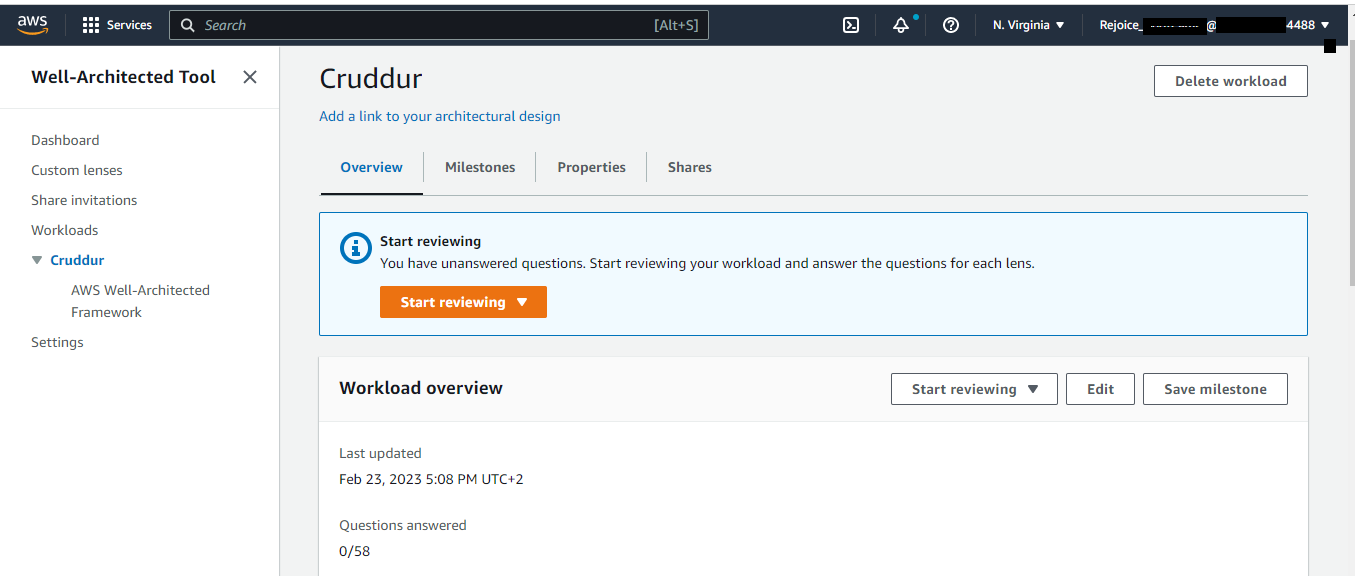 aws Services Search [Alt+S] N. Virginia Rejoice_ @ 4488
Well-Architected Tool
Dashboard
Custom lenses
Share invitations
Workloads
Cruddur
AWS Well-Architected
Framework
Settings
Cruddur
Delete workload
Add a link to your architectural design
Overview Milestones Properties Shares
Start reviewing
You have unanswered questions. Start reviewing your workload and answer the questions for each lens.
Start reviewing
Workload overview
Start reviewing Edit Save milestone
Last updated
Feb 23, 2023 5:08 PM UTC+2
Questions answered
0/58